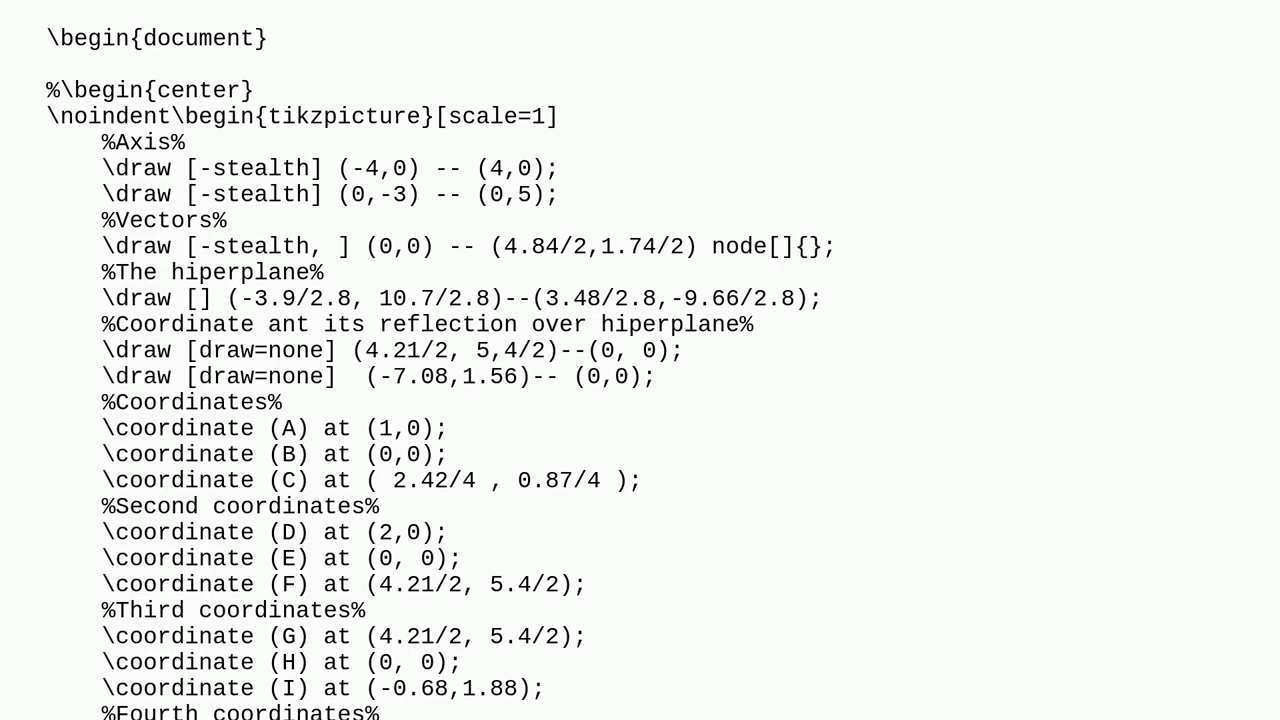 \begin{document}
%\begin{center}
\noindent\begin{tikzpicture}[scale=1]
%Axis%
\draw [-stealth] (-4,0) -- (4,0);
\draw [-stealth] (0,-3) -- (0,5);
%Vectors%
\draw [-stealth, ] (0,0) -- (4.84/2,1.74/2) node[]{};
%The hiperplane%
\draw [] (-3.9/2.8, 10.7/2.8)--(3.48/2.8,-9.66/2.8);
%Coordinate ant its reflection over hiperplane%
\draw [draw=none] (4.21/2, 5,4/2)--(0, 0);
\draw [draw=none]  (-7.08,1.56)-- (0,0);
%Coordinates%
\coordinate (A) at (1,0);
\coordinate (B) at (0,0);
\coordinate (C) at ( 2.42/4 , 0.87/4 );
%Second coordinates%
\coordinate (D) at (2,0);
\coordinate (E) at (0, 0);
\coordinate (F) at (4.21/2, 5.4/2);
%Third coordinates%
\coordinate (G) at (4.21/2, 5.4/2);
\coordinate (H) at (0, 0);
\coordinate (I) at (-0.68,1.88);
%Fourth coordinates%